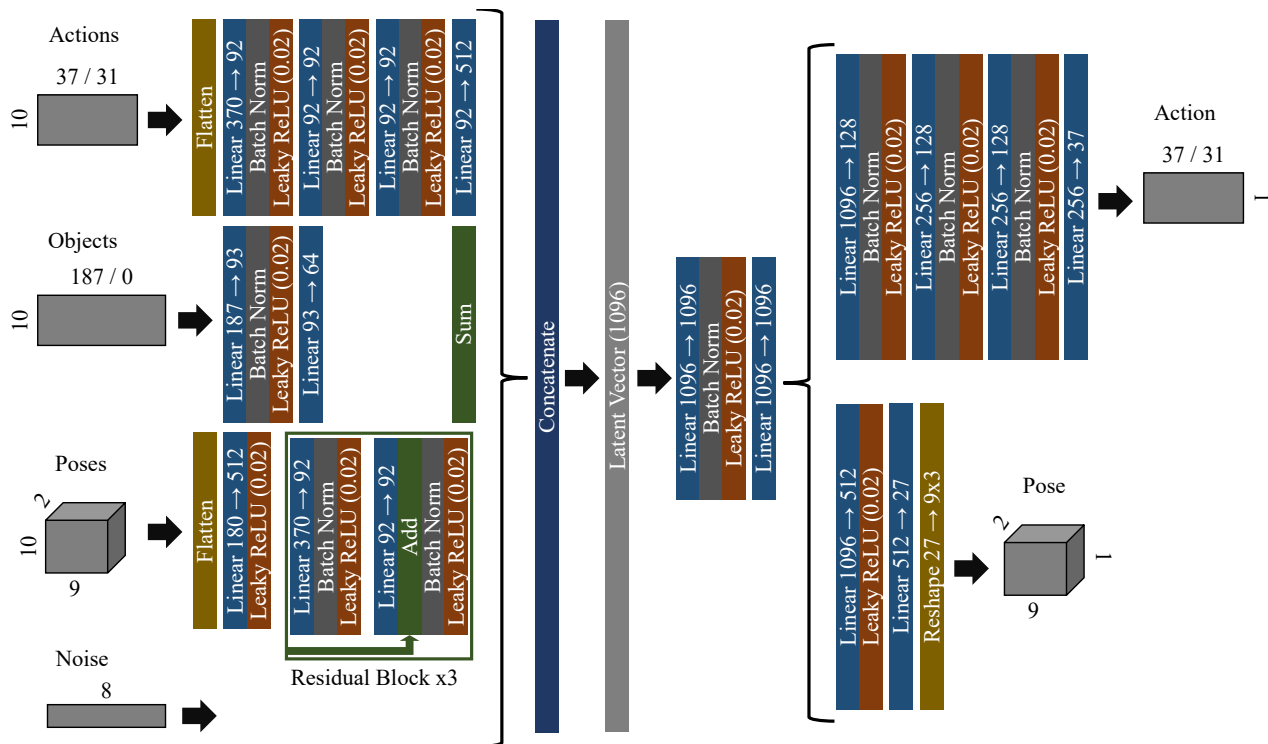 Actions
37 / 31
10
Flatten
Linear 370 → 92
Batch Norm
Leaky ReLU (0.02)
Linear 92 → 92
Batch Norm
Leaky ReLU (0.02)
Linear 92 → 92
Batch Norm
Leaky ReLU (0.02)
Linear 92 → 512
Objects
187 / 0
10
Linear 187 → 93
Batch Norm
Leaky ReLU (0.02)
Linear 93 → 64
Sum
Poses
2
10
9
Flatten
Linear 180 → 512
Leaky ReLU (0.02)
Linear 370 → 92
Batch Norm
Leaky ReLU (0.02)
Linear 92 → 92
Add
Batch Norm
Leaky ReLU (0.02)
Residual Block x3
Noise
8
Concatenate
Latent Vector (1096)
Linear 1096 → 1096
Batch Norm
Leaky ReLU (0.02)
Linear 1096 → 1096
Linear 1096 → 128
Batch Norm
Leaky ReLU (0.02)
Linear 256 → 128
Batch Norm
Leaky ReLU (0.02)
Linear 256 → 128
Batch Norm
Leaky ReLU (0.02)
Linear 256 → 37
Action
37 / 31
1
Linear 1096 → 512
Leaky ReLU (0.02)
Linear 512 → 27
Reshape 27 → 9x3
Pose
2
1
9